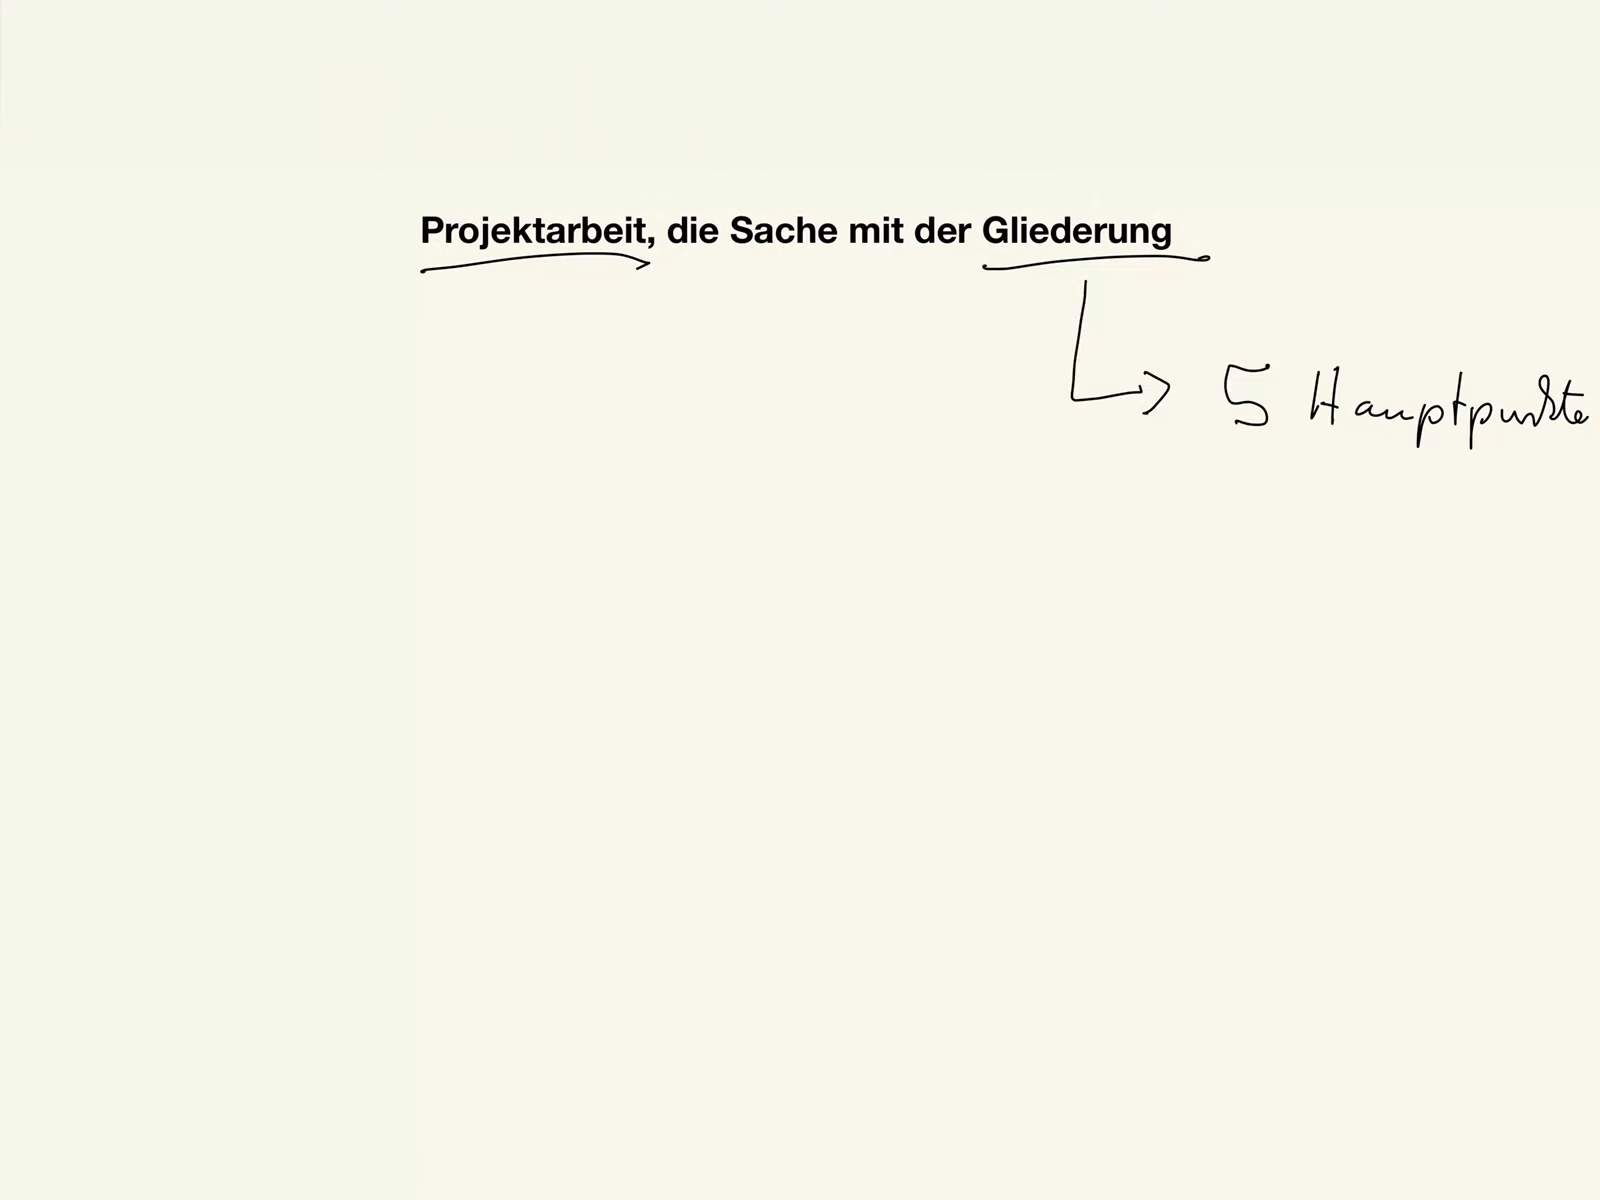 Projektarbeit, die Sache mit der Gliederung
5 Hauptpunkte